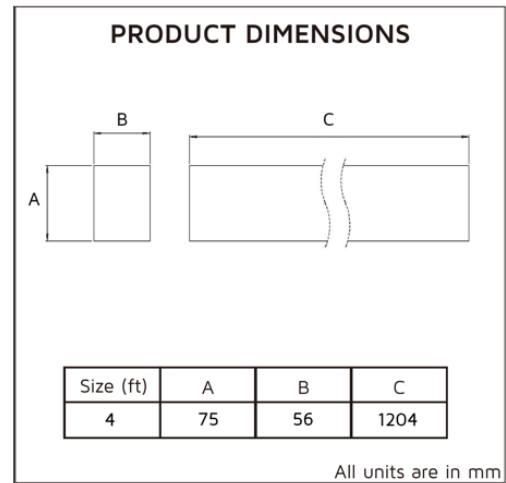 PRODUCT DIMENSIONS
B
C
A
Size (ft) A B C
4 75 56 1204
All units are in mm